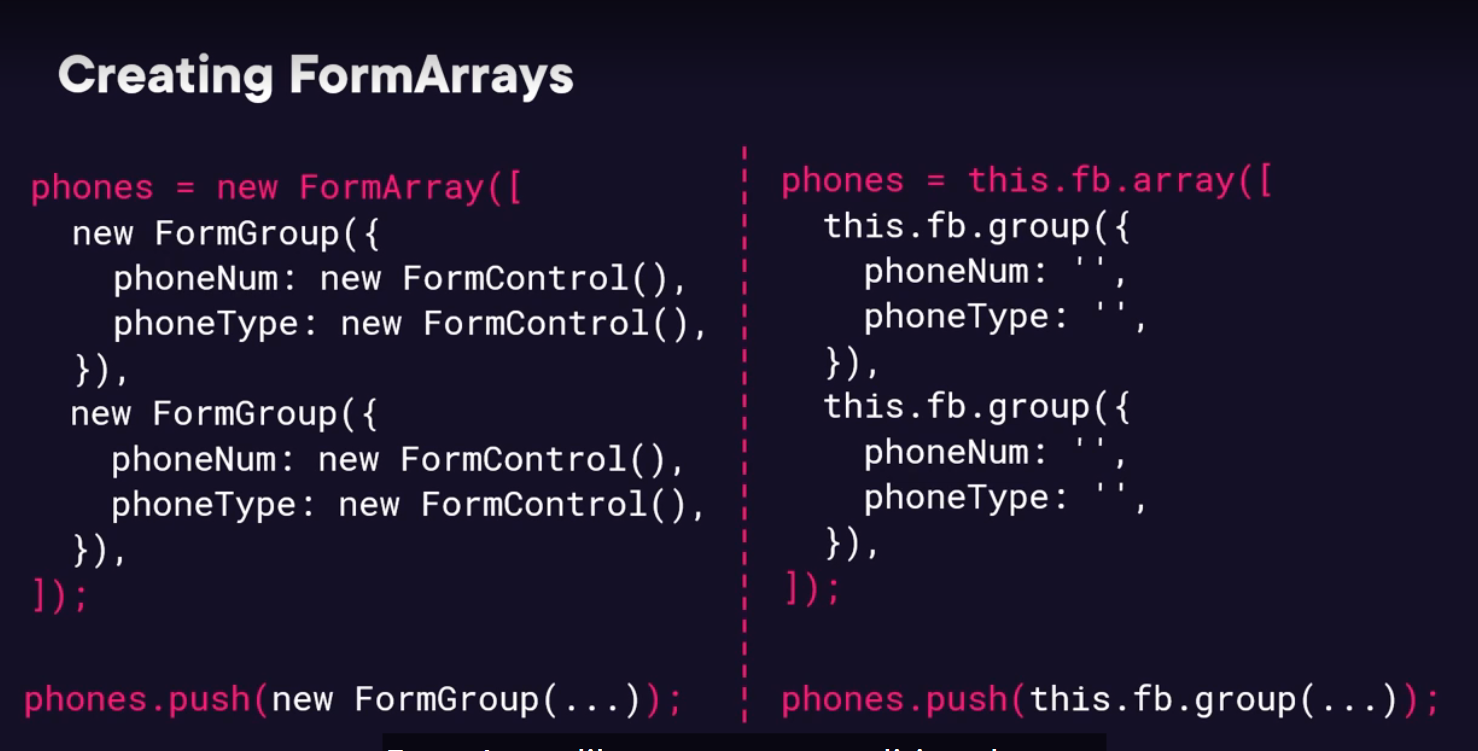 Creating FormArrays
phones = new FormArray([
new FormGroup({
phoneNum: new FormControl(),
phoneType: new FormControl(),
}),
new FormGroup({
phoneNum: new FormControl(),
phoneType: new FormControl(),
}),
]);
phones.push(new FormGroup(...));
phones = this.fb.array([
this.fb.group({
phoneNum: '',
phoneType: '',
}),
this.fb.group({
phoneNum: '',
phoneType: '',
}),
]);
phones.push(this.fb.group(...));